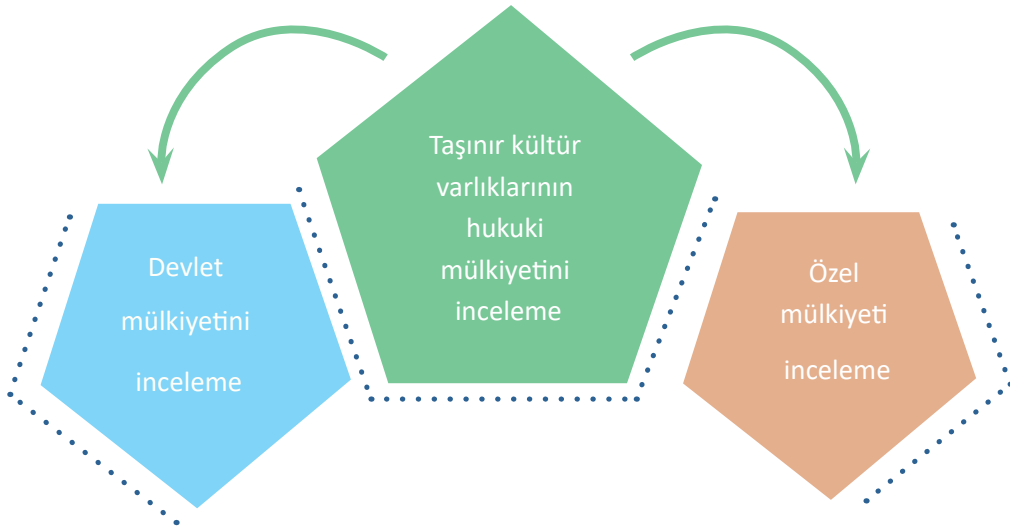 Taşınır kültür
varlıklarının
hukuki
mülkiyetini
inceleme
Devlet
mülkiyetini
inceleme
Özel
mülkiyeti
inceleme